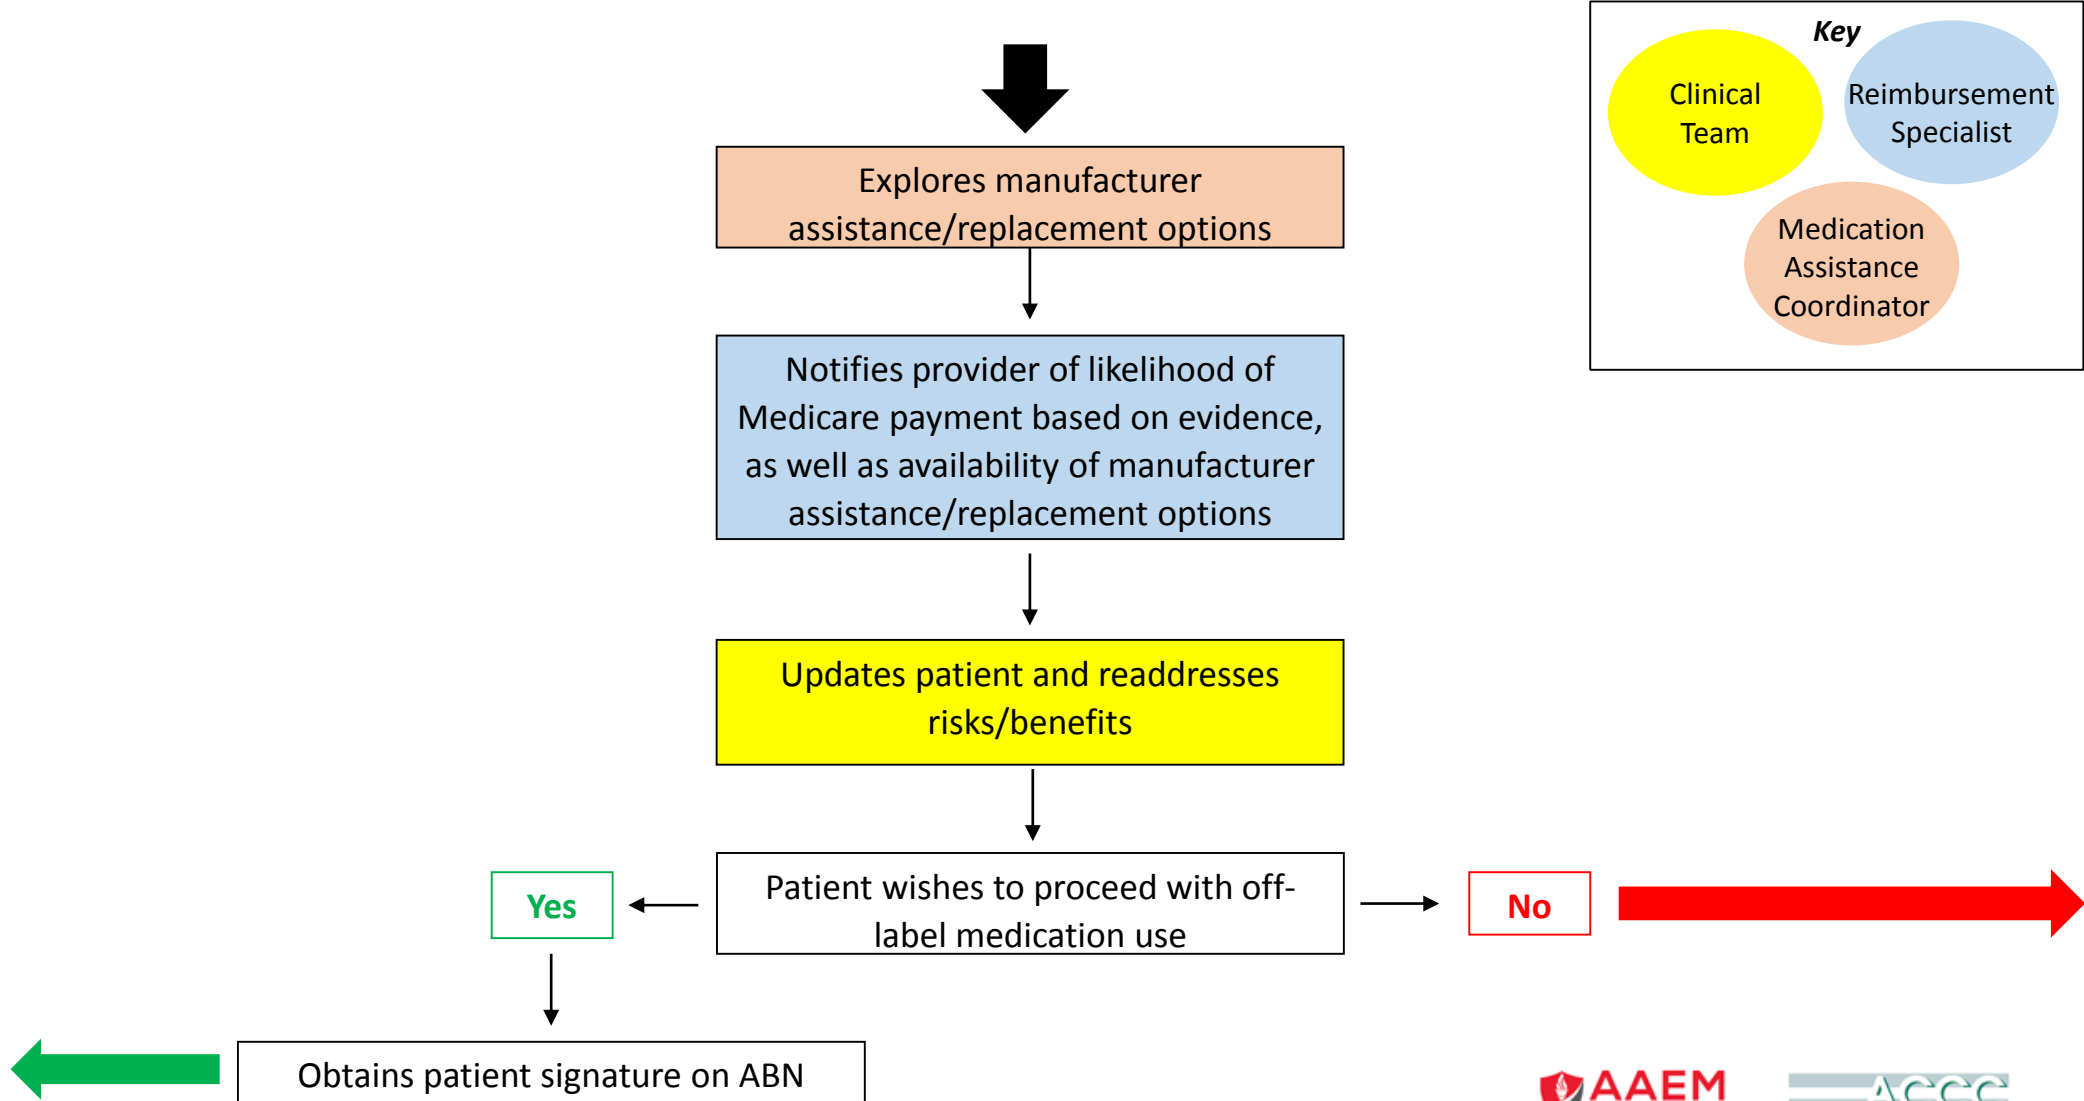 Key
Clinical
Team
Reimbursement
Specialist
Medication
Assistance
Coordinator
Explores manufacturer
assistance/replacement options
Notifies provider of likelihood of
Medicare payment based on evidence,
as well as availability of manufacturer
assistance/replacement options
Updates patient and readdresses
risks/benefits
Patient wishes to proceed with off-
label medication use
Yes
No
Obtains patient signature on ABN
AAEM
ACCC